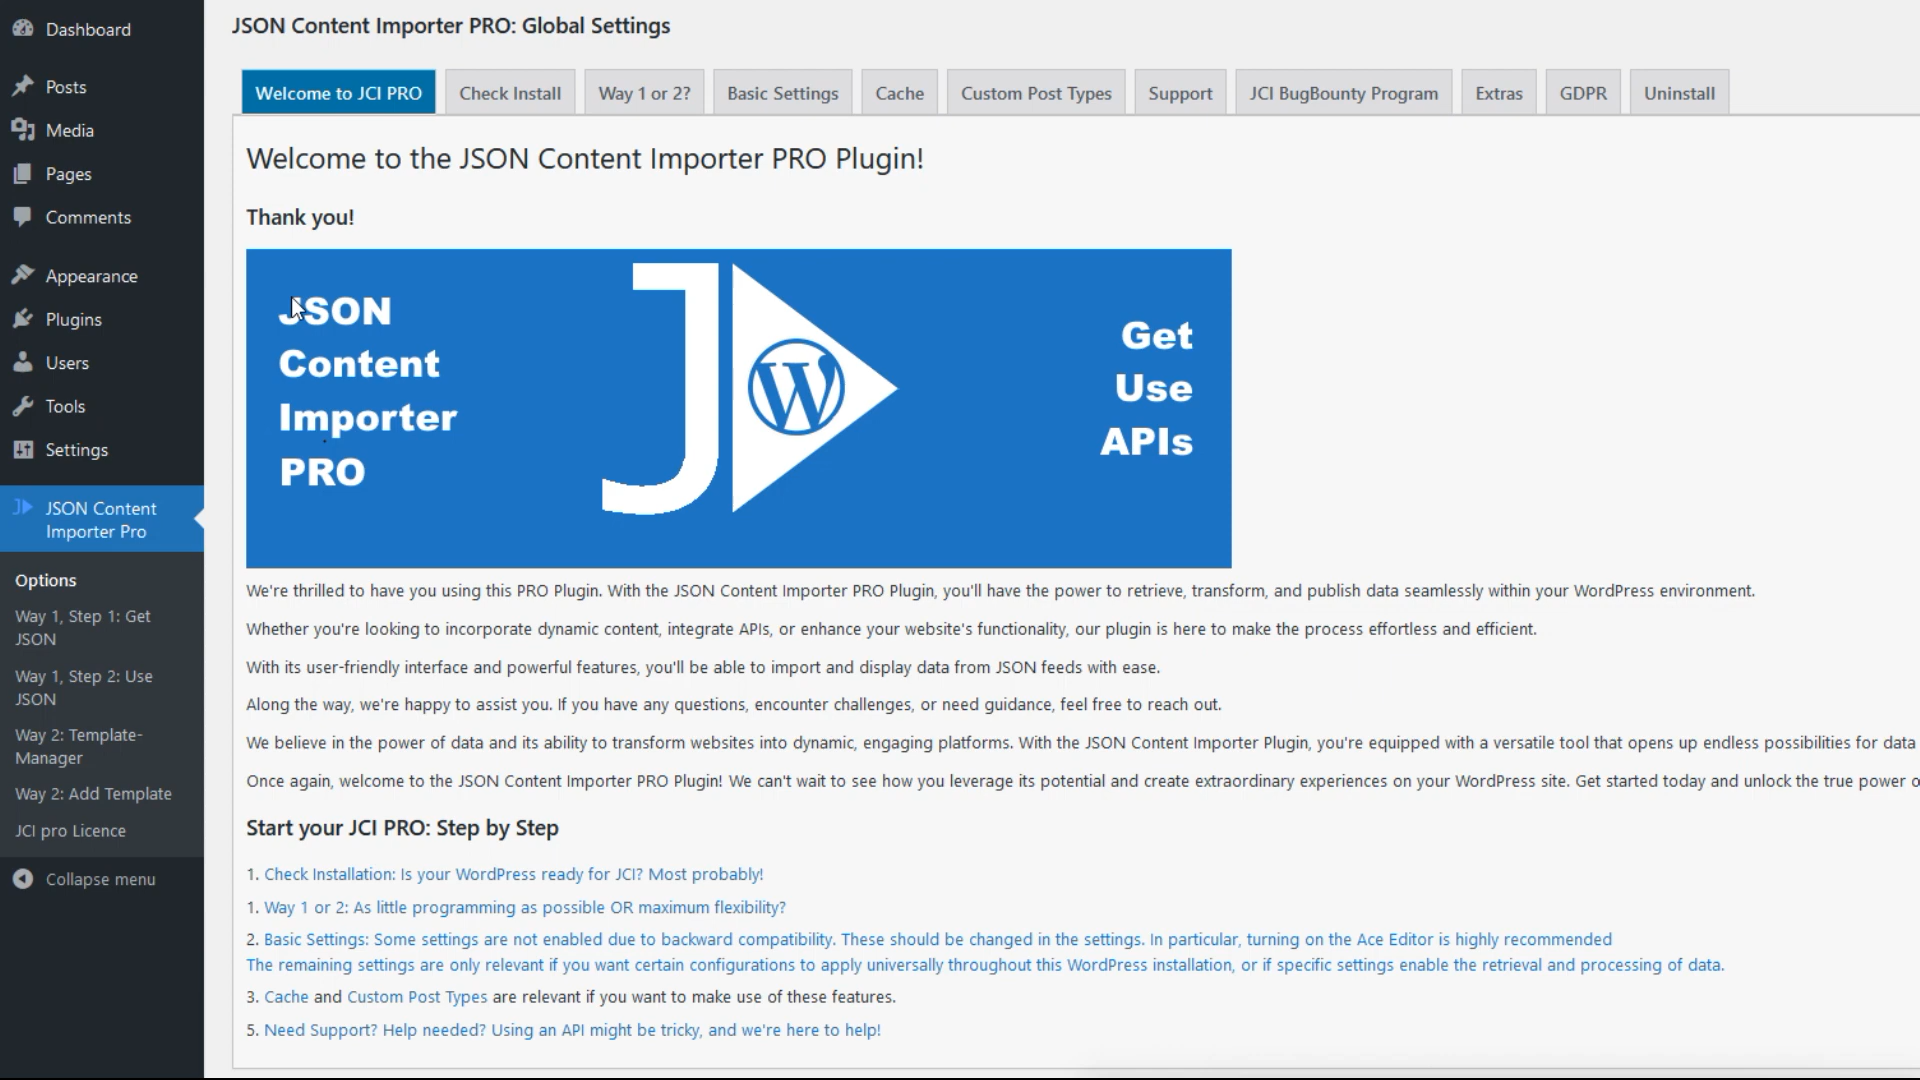 Dashboard
Posts
Media
Pages
Comments
Appearance
Plugins
Users
Tools
Settings
JSON Content
Importer Pro
Options
Way 1, Step 1: Get
JSON
Way 1, Step 2: Use
JSON
Way 2: Template-
Manager
Way 2: Add Template
JCI pro Licence
Collapse menu
JSON Content Importer PRO: Global Settings
Welcome to JCI PRO
Check Install
Way 1 or 2?
Basic Settings
Cache
Custom Post Types
Support
JCI BugBounty Program
Extras
GDPR
Uninstall
Welcome to the JSON Content Importer PRO Plugin!
Thank you!
JSON
Content
Importer
PRO
J
W
Get
Use
APIs
We're thrilled to have you using this PRO Plugin. With the JSON Content Importer PRO Plugin, you'll have the power to retrieve, transform, and publish data seamlessly within your WordPress environment.
Whether you're looking to incorporate dynamic content, integrate APIs, or enhance your website's functionality, our plugin is here to make the process effortless and efficient.
With its user-friendly interface and powerful features, you'll be able to import and display data from JSON feeds with ease.
Along the way, we're happy to assist you. If you have any questions, encounter challenges, or need guidance, feel free to reach out.
We believe in the power of data and its ability to transform websites into dynamic, engaging platforms. With the JSON Content Importer Plugin, you're equipped with a versatile tool that opens up endless possibilities for data
Once again, welcome to the JSON Content Importer PRO Plugin! We can't wait to see how you leverage its potential and create extraordinary experiences on your WordPress site. Get started today and unlock the true power
Start your JCI PRO: Step by Step
1. Check Installation: Is your WordPress ready for JCI? Most probably!
1. Way 1 or 2: As little programming as possible OR maximum flexibility?
2. Basic Settings: Some settings are not enabled due to backward compatibility. These should be changed in the settings. In particular, turning on the Ace Editor is highly recommended
The remaining settings are only relevant if you want certain configurations to apply universally throughout this WordPress installation, or if specific settings enable the retrieval and processing of data.
3. Cache and Custom Post Types are relevant if you want to make use of these features.
5. Need Support? Help needed? Using an API might be tricky, and we're here to help!